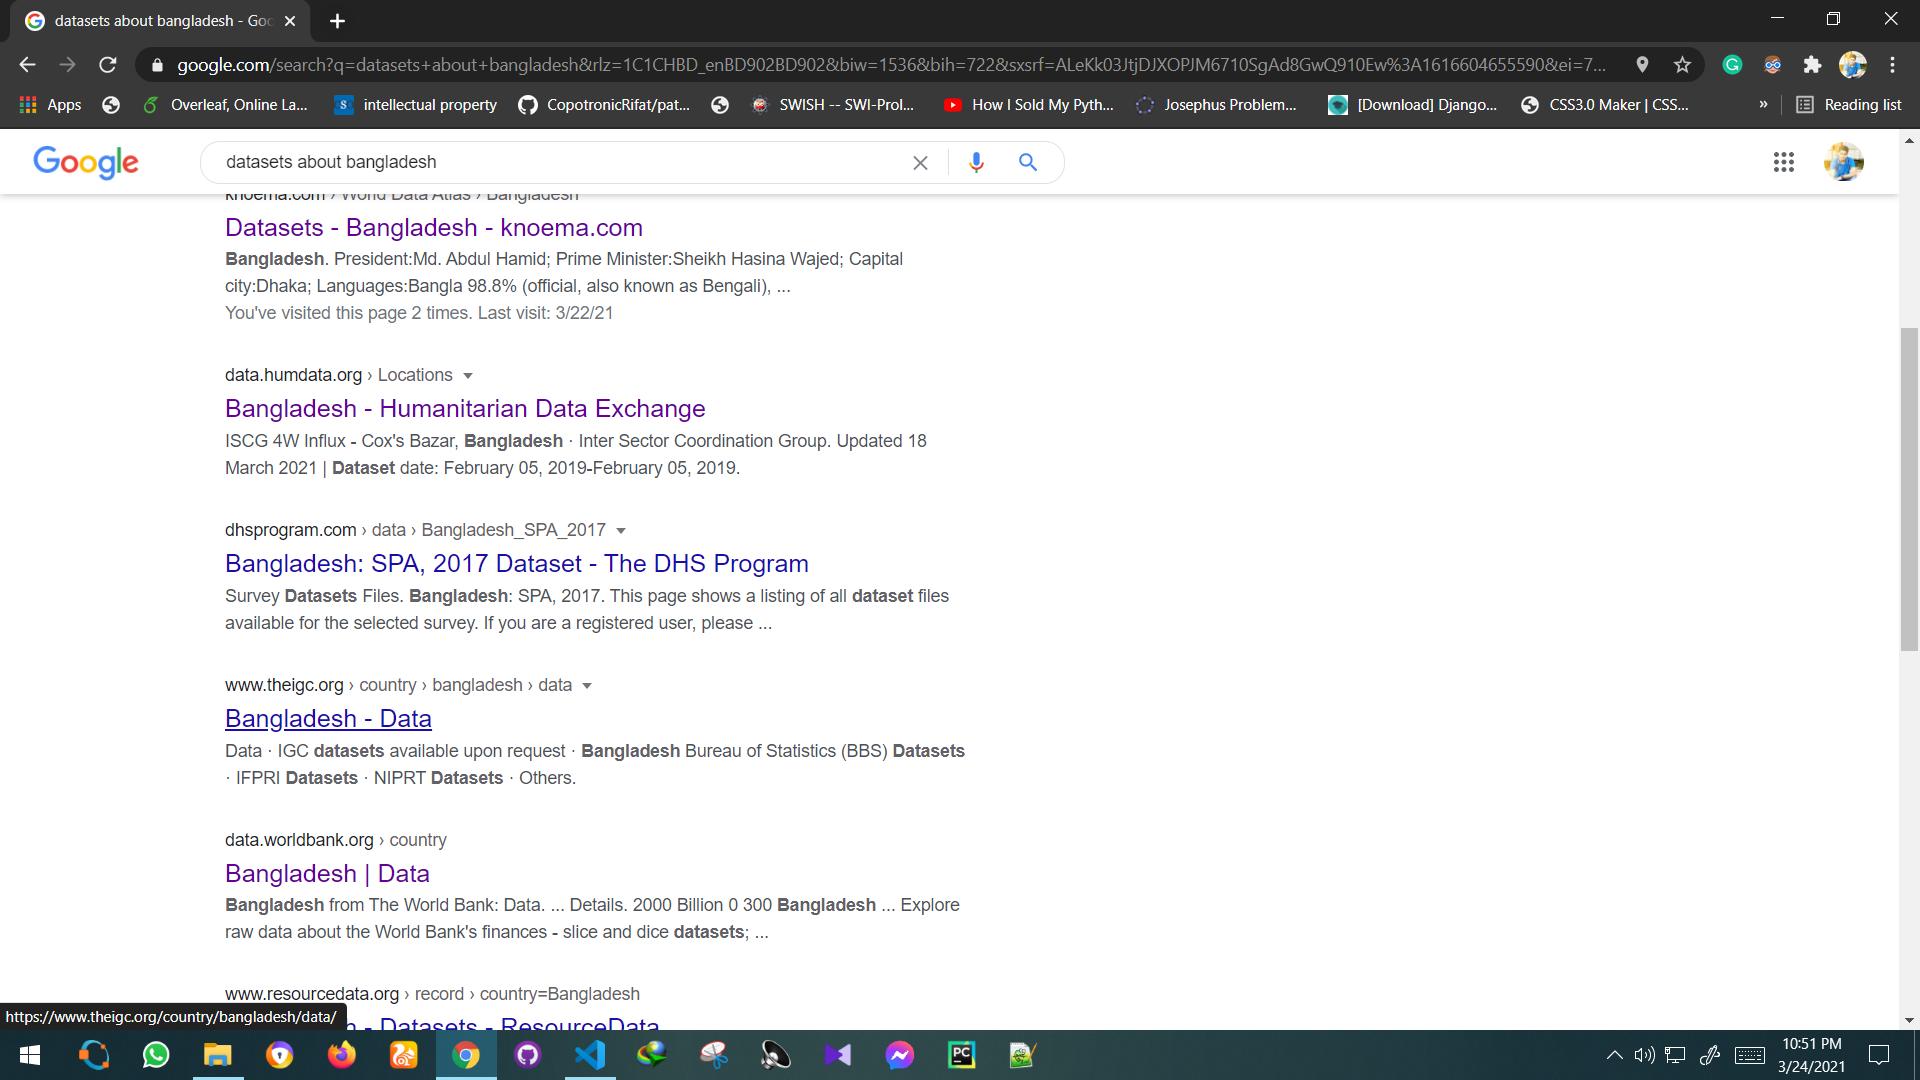 datasets about bangladesh - Goo
google.com/search?q=datasets+about+bangladesh&rlz=1C1CHBD_enBD902BD902&biw=1536&bih=722&sxsrf=ALeKk03JtjDJXOPJM6710SgAd8GwQ910Ew%3A1616604655590&ei=7...
Apps Overleaf, Online La... intellectual property CopotronicRifat/pat... SWISH -- SWI-Prol... How I Sold My Pyth... Josephus Problem... [Download] Django... CSS3.0 Maker | CSS... » Reading list
Google datasets about bangladesh
knoema.com › World Data Atlas › Bangladesh
Datasets - Bangladesh - knoema.com
Bangladesh. President:Md. Abdul Hamid; Prime Minister:Sheikh Hasina Wajed; Capital
city:Dhaka; Languages:Bangla 98.8% (official, also known as Bengali), ...
You've visited this page 2 times. Last visit: 3/22/21
data.humdata.org › Locations
Bangladesh - Humanitarian Data Exchange
ISCG 4W Influx - Cox's Bazar, Bangladesh · Inter Sector Coordination Group. Updated 18
March 2021 | Dataset date: February 05, 2019-February 05, 2019.
dhsprogram.com › data › Bangladesh_SPA_2017
Bangladesh: SPA, 2017 Dataset - The DHS Program
Survey Datasets Files. Bangladesh: SPA, 2017. This page shows a listing of all dataset files
available for the selected survey. If you are a registered user, please ...
www.theigc.org › country › bangladesh › data
Bangladesh - Data
Data · IGC datasets available upon request · Bangladesh Bureau of Statistics (BBS) Datasets
· IFPRI Datasets · NIPRT Datasets · Others.
data.worldbank.org › country
Bangladesh | Data
Bangladesh from The World Bank: Data. ... Details. 2000 Billion 0 300 Bangladesh ... Explore
raw data about the World Bank's finances - slice and dice datasets; ...
www.resourcedata.org › record › country=Bangladesh
h - Datasets - ResourceData
https://www.theigc.org/country/bangladesh/data/
PC
10:51 PM
3/24/2021